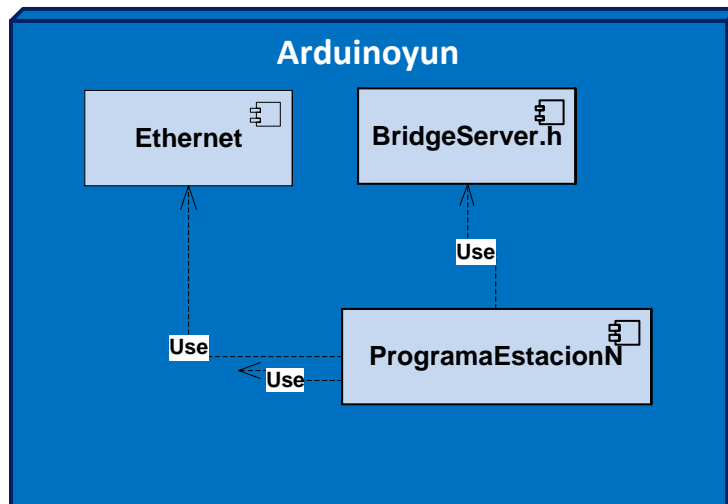 Arduinoyun
Ethernet
BridgeServer.h
Use
Use
Use
ProgramaEstacionN